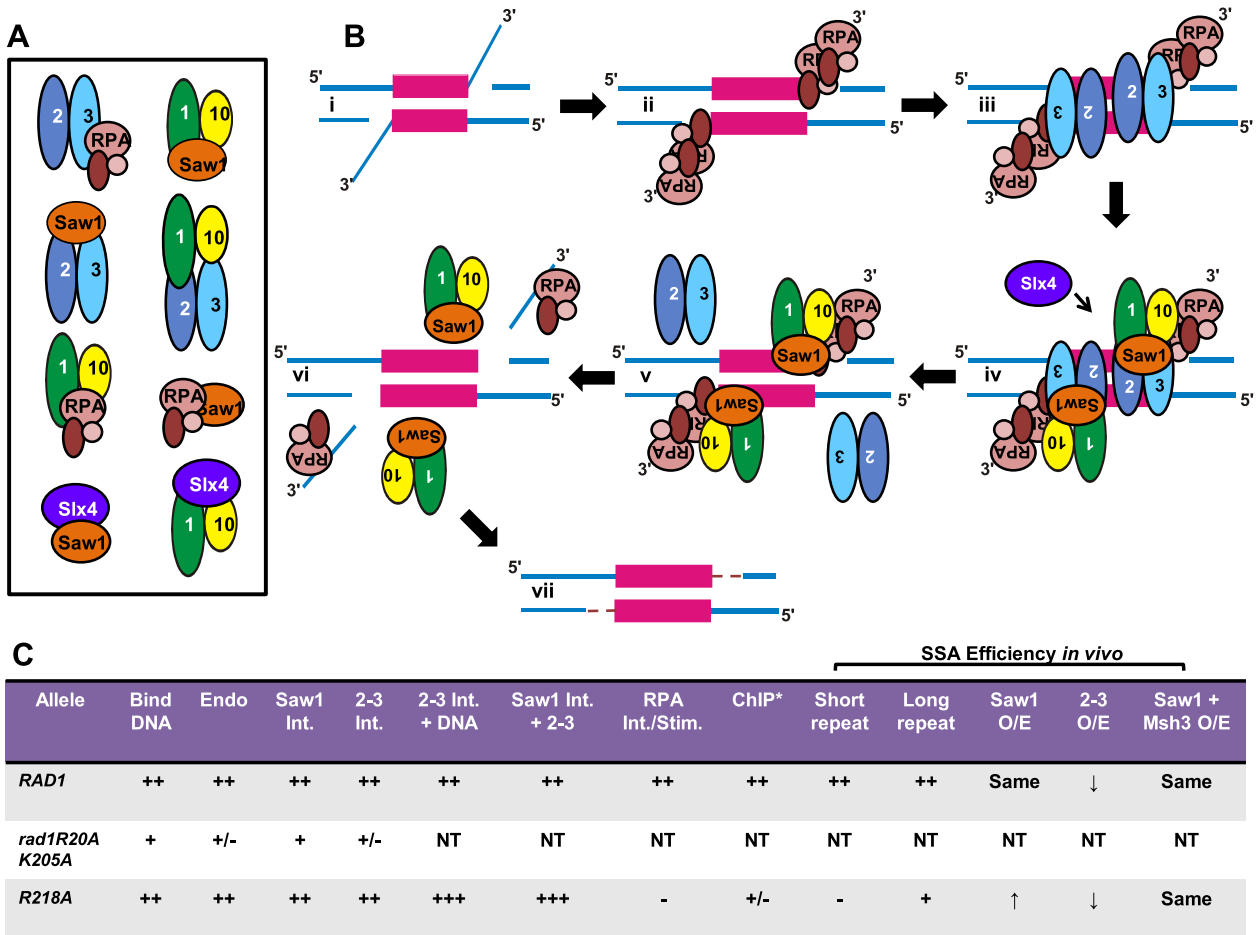 A
2 3 RPA
1 10 Saw1
Saw1 2 3
1 10 2 3
1 10 RPA
RPA Saw1
Slx4 Saw1
Slx4 1 10
B
3'
5'
i
5'
3'
3'
RPA
5'
ii
5'
RPA
3'
3'
RPA
5'
2 3
iii
3 2
5'
RPA
3'
Slx4
3'
1 10 RPA
5'
Saw1
iv
3 2 2 3
Saw1
5'
RPA 10 1
3'
2 3
3'
1 10 RPA
5'
Saw1
v
Saw1
5'
RPA 10 1
3'
3 2
1 10 Saw1
3'
RPA
5'
vi
5'
RPA
3'
Saw1
10 1
5'
vii
5'
C
SSA Efficiency in vivo
Allele Bind DNA Endo Saw1 Int. 2-3 Int. 2-3 Int. + DNA Saw1 Int. + 2-3 RPA Int./Stim. ChIP* Short repeat Long repeat Saw1 O/E 2-3 O/E Saw1 + Msh3 O/E
RAD1 ++ ++ ++ ++ ++ ++ ++ ++ ++ ++ Same ↓ Same
rad1R20A K205A + +/- + +/- NT NT NT NT NT NT NT NT NT
R218A ++ ++ ++ ++ +++ +++ - +/- - + ↑ ↓ Same